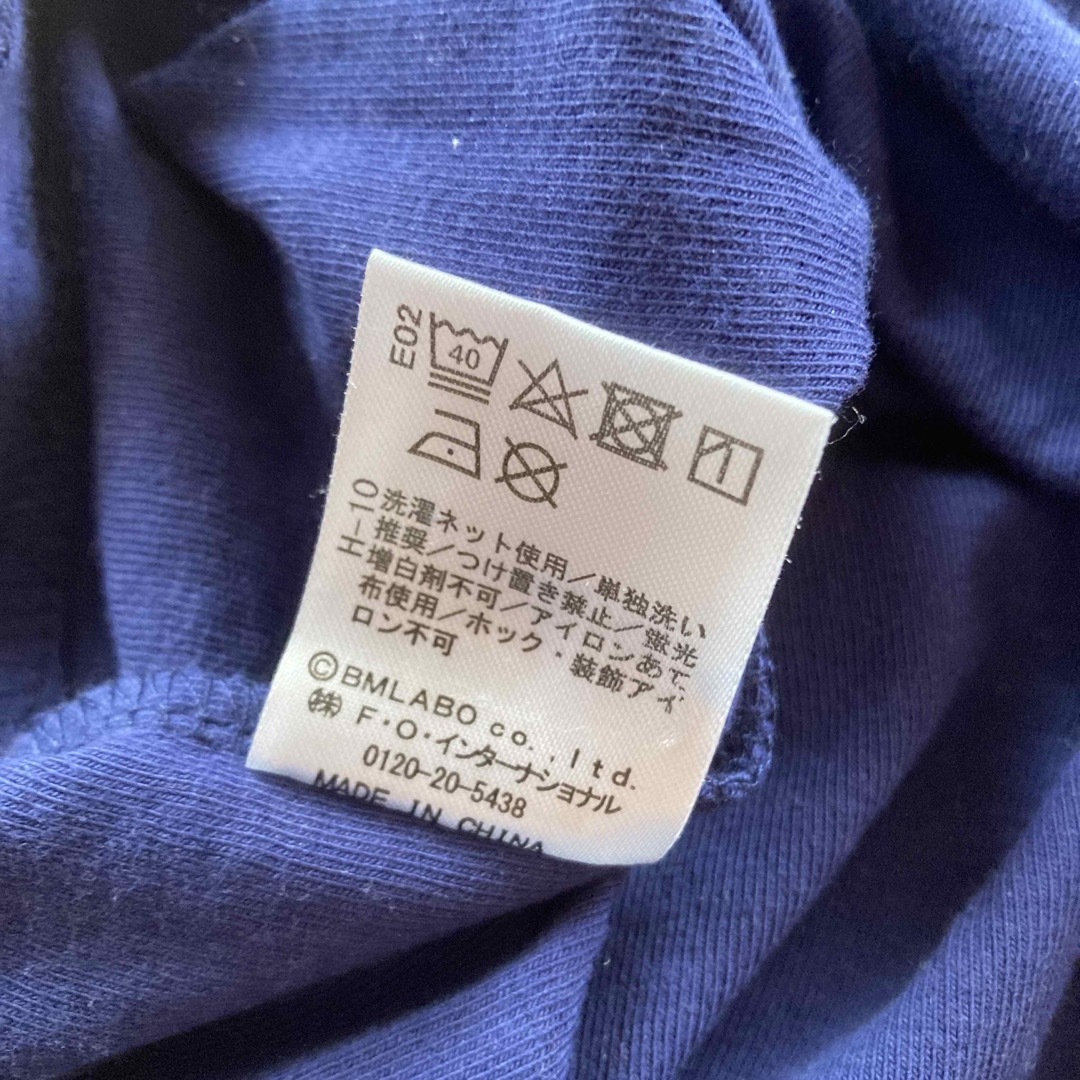 E02
40
洗濯ネット使用/単独洗い
推奨/つけ置き禁止/蛍光
増白剤不可/アイロンあて
布使用/ホック・装飾アイ
ロン不可
H-10
©BMLABO co.,ltd.
㈱ F・O・インターナショナル
0120-20-5438
MADE IN CHINA